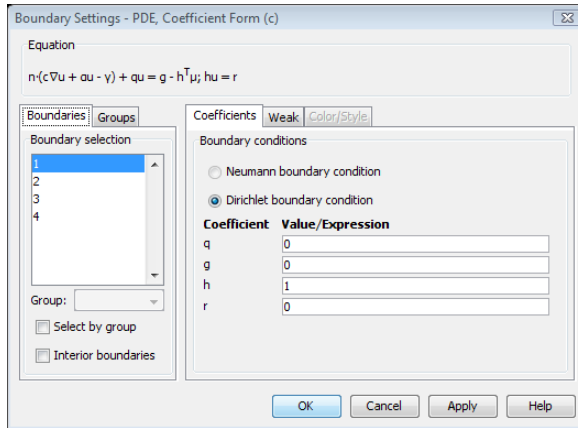 Boundary Settings - PDE, Coefficient Form (c)
Equation
n·(c∇u + αu - γ) + qu = g - hᵀμ; hu = r
Boundaries Groups
Boundary selection
1
2
3
4
Group:
Select by group
Interior boundaries
Coefficients Weak Color/Style
Boundary conditions
Neumann boundary condition
Dirichlet boundary condition
Coefficient Value/Expression
q 0
g 0
h 1
r 0
OK Cancel Apply Help